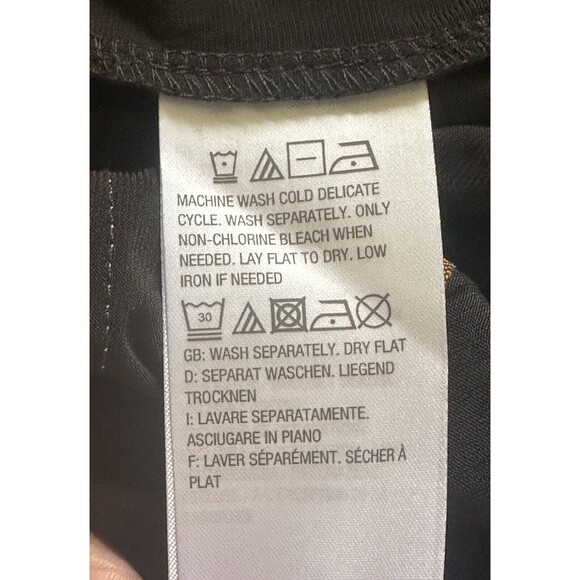 MACHINE WASH COLD DELICATE
CYCLE. WASH SEPARATELY. ONLY
NON-CHLORINE BLEACH WHEN
NEEDED. LAY FLAT TO DRY. LOW
IRON IF NEEDED
30
GB: WASH SEPARATELY. DRY FLAT
D: SEPARAT WASCHEN. LIEGEND
TROCKNEN
I: LAVARE SEPARATAMENTE.
ASCIUGARE IN PIANO
F: LAVER SÉPARÉMENT. SÉCHER À
PLAT